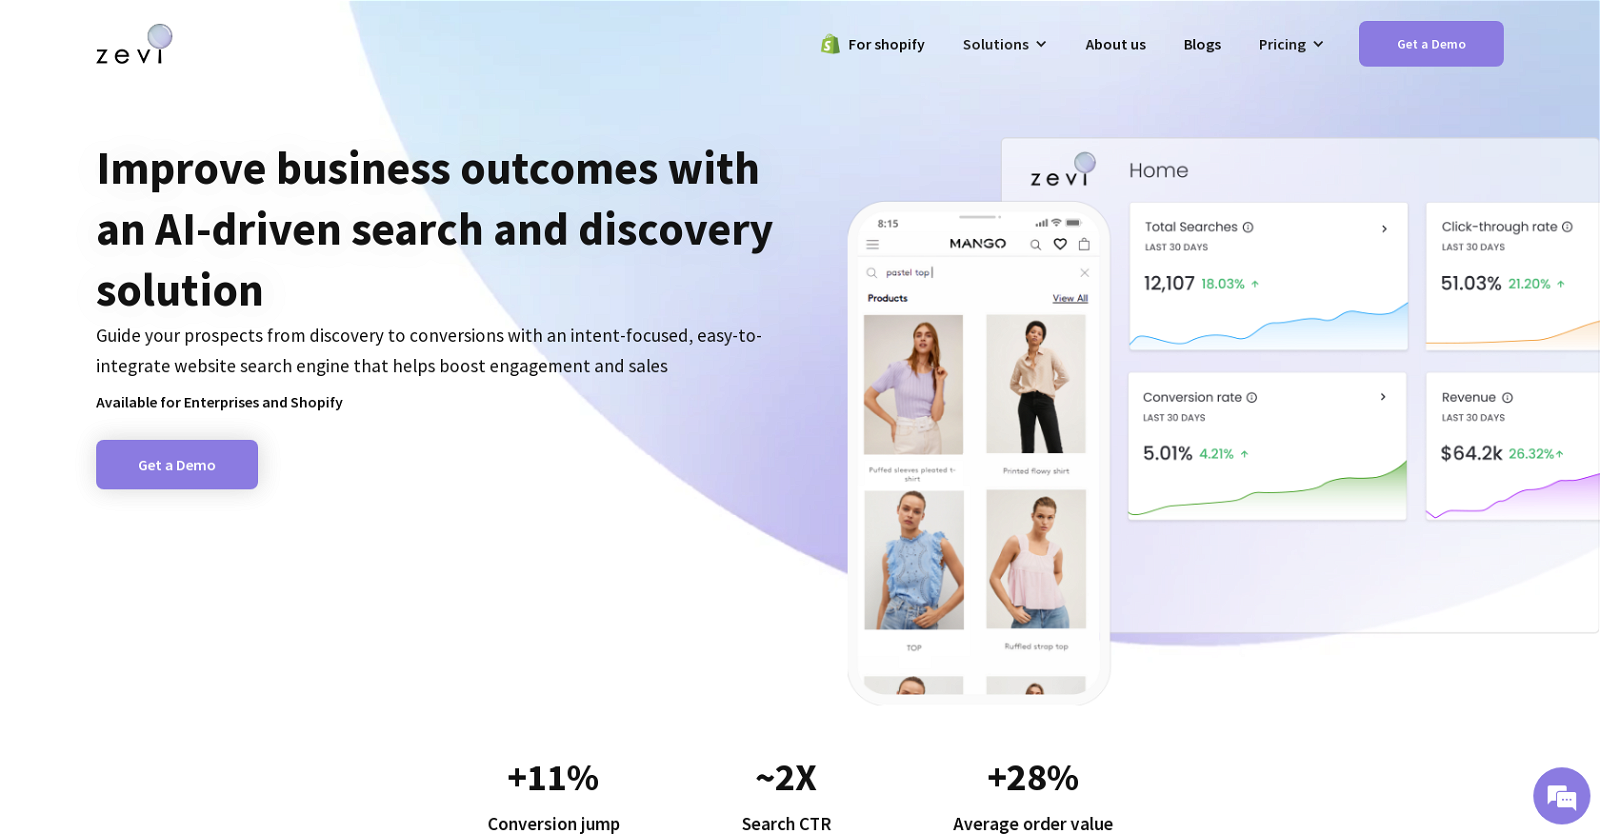 zevi
For shopify
Solutions
About us
Blogs
Pricing
Get a Demo
Improve business outcomes with
an AI-driven search and discovery
solution
Guide your prospects from discovery to conversions with an intent-focused, easy-to-
integrate website search engine that helps boost engagement and sales
Available for Enterprises and Shopify
Get a Demo
8:15
MANGO
pastel top
Products
View All
Puffed sleeves pleated t-
shirt
Printed flowy shirt
TOP
Ruffled strap top
zevi
Home
Total Searches
LAST 30 DAYS
12,107 18.03% ↑
Click-through rate
LAST 30 DAYS
51.03% 21.20% ↑
Conversion rate
LAST 30 DAYS
5.01% 4.21% ↑
Revenue
LAST 30 DAYS
$64.2k 26.32% ↑
+11%
Conversion jump
~2X
Search CTR
+28%
Average order value